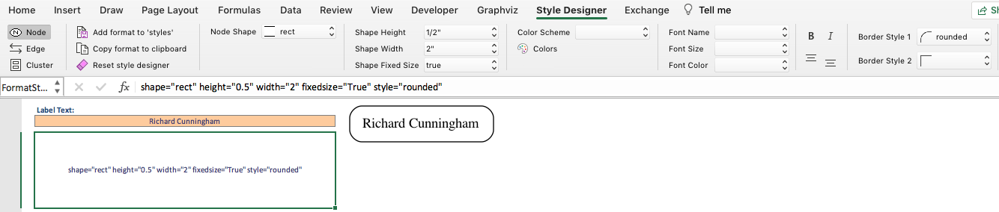 Home Insert Draw Page Layout Formulas Data Review View Developer Graphviz Style Designer Exchange Tell me
Node Add format to 'styles' Node Shape rect Shape Height 1/2" Color Scheme Font Name B I Border Style 1 rounded
Edge Copy format to clipboard Shape Width 2" Colors Font Size
Cluster Reset style designer Shape Fixed Size true Font Color Border Style 2
FormatSt... fx shape="rect" height="0.5" width="2" fixedsize="True" style="rounded"
Label Text:
Richard Cunningham
Richard Cunningham
shape="rect" height="0.5" width="2" fixedsize="True" style="rounded"